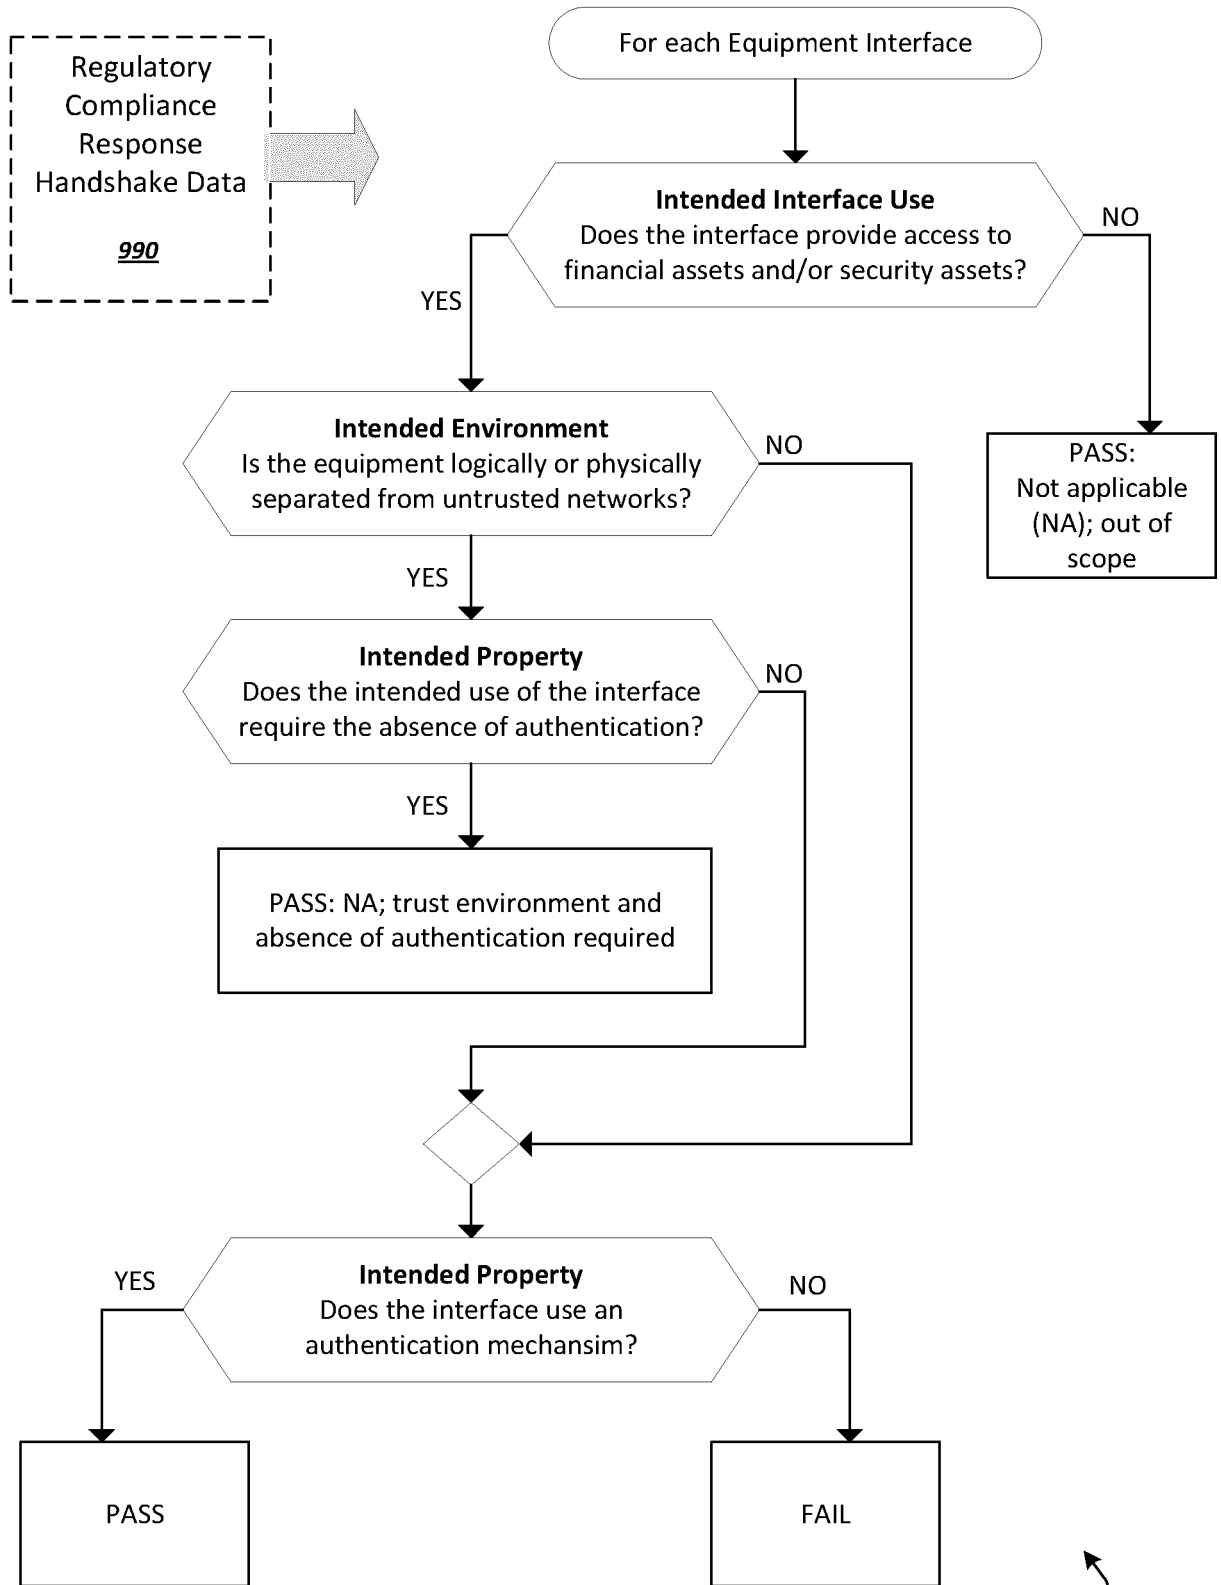 Regulatory
Compliance
Response
Handshake Data
990
For each Equipment Interface
Intended Interface Use
Does the interface provide access to
financial assets and/or security assets?
NO
YES
Intended Environment
Is the equipment logically or physically
separated from untrusted networks?
NO
PASS:
Not applicable
(NA); out of
scope
YES
Intended Property
Does the intended use of the interface
require the absence of authentication?
NO
YES
PASS: NA; trust environment and
absence of authentication required
Intended Property
Does the interface use an
authentication mechansim?
YES
NO
PASS
FAIL